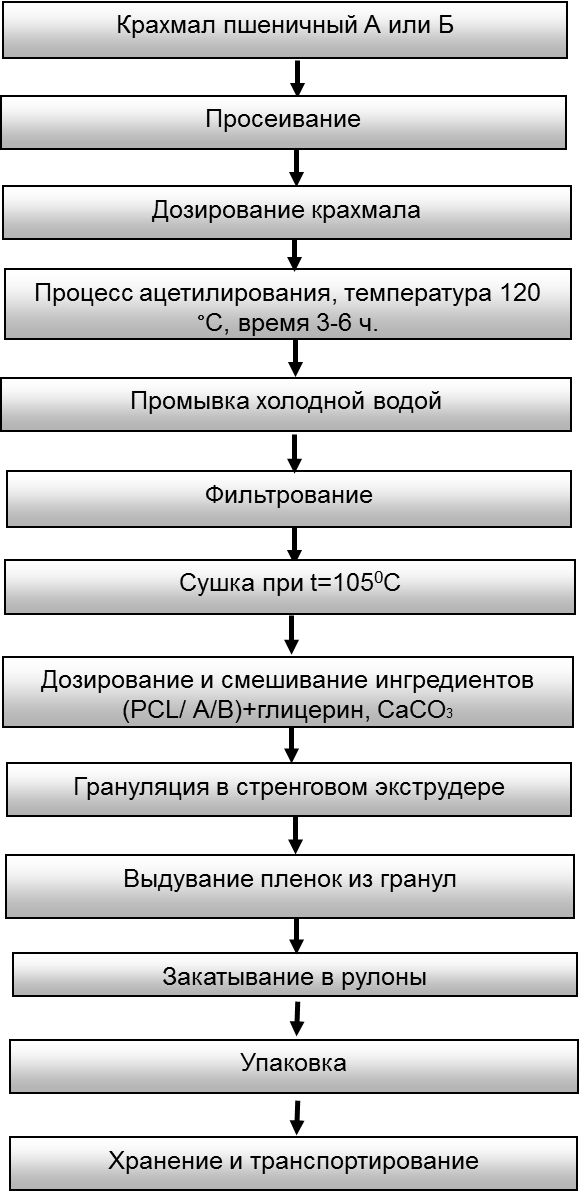 Крахмал пшеничный А или Б
Просеивание
Дозирование крахмала
Процесс ацетилирования, температура 120
°С, время 3-6 ч.
Промывка холодной водой
Фильтрование
Сушка при t=105⁰С
Дозирование и смешивание ингредиентов
(PCL/ A/B)+глицерин, CaCO₃
Грануляция в стренговом экструдере
Выдувание пленок из гранул
Закатывание в рулоны
Упаковка
Хранение и транспортирование